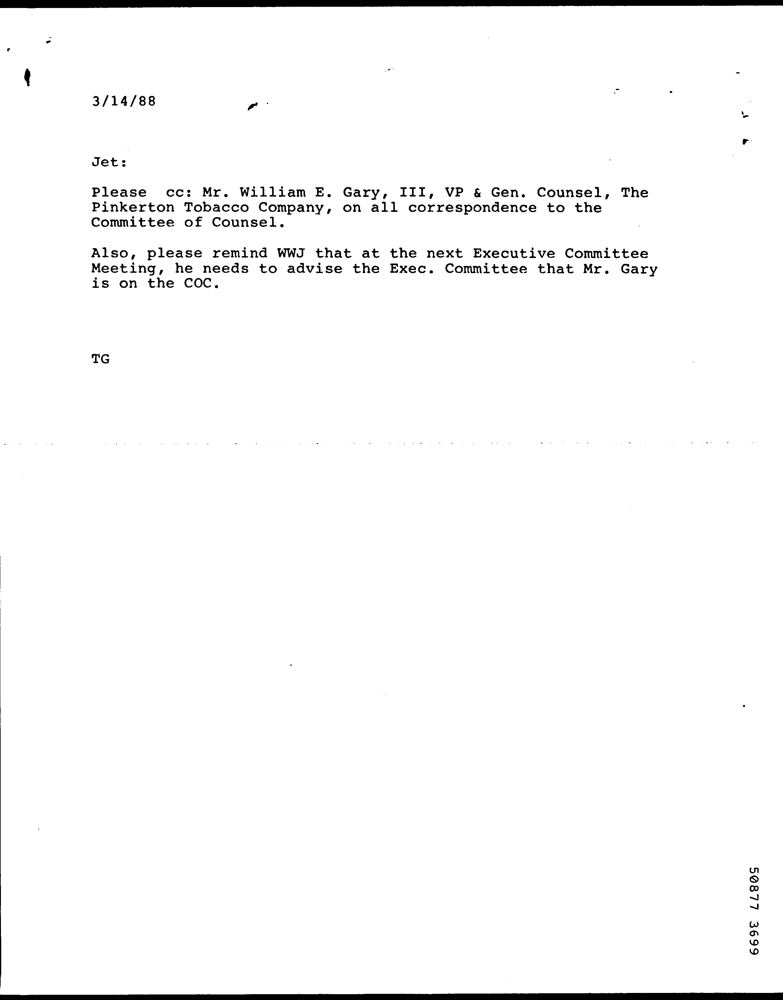 3/14/88
Jet:
Please cc: Mr. William E. Gary, III, VP & Gen. Counsel, The
Pinkerton Tobacco Company, on all correspondence to the
Committee of Counsel.
Also, please remind WWJ that at the next Executive Committee
Meeting, he needs to advise the Exec. Committee that Mr. Gary
is on the COC.
TG
50877 3699